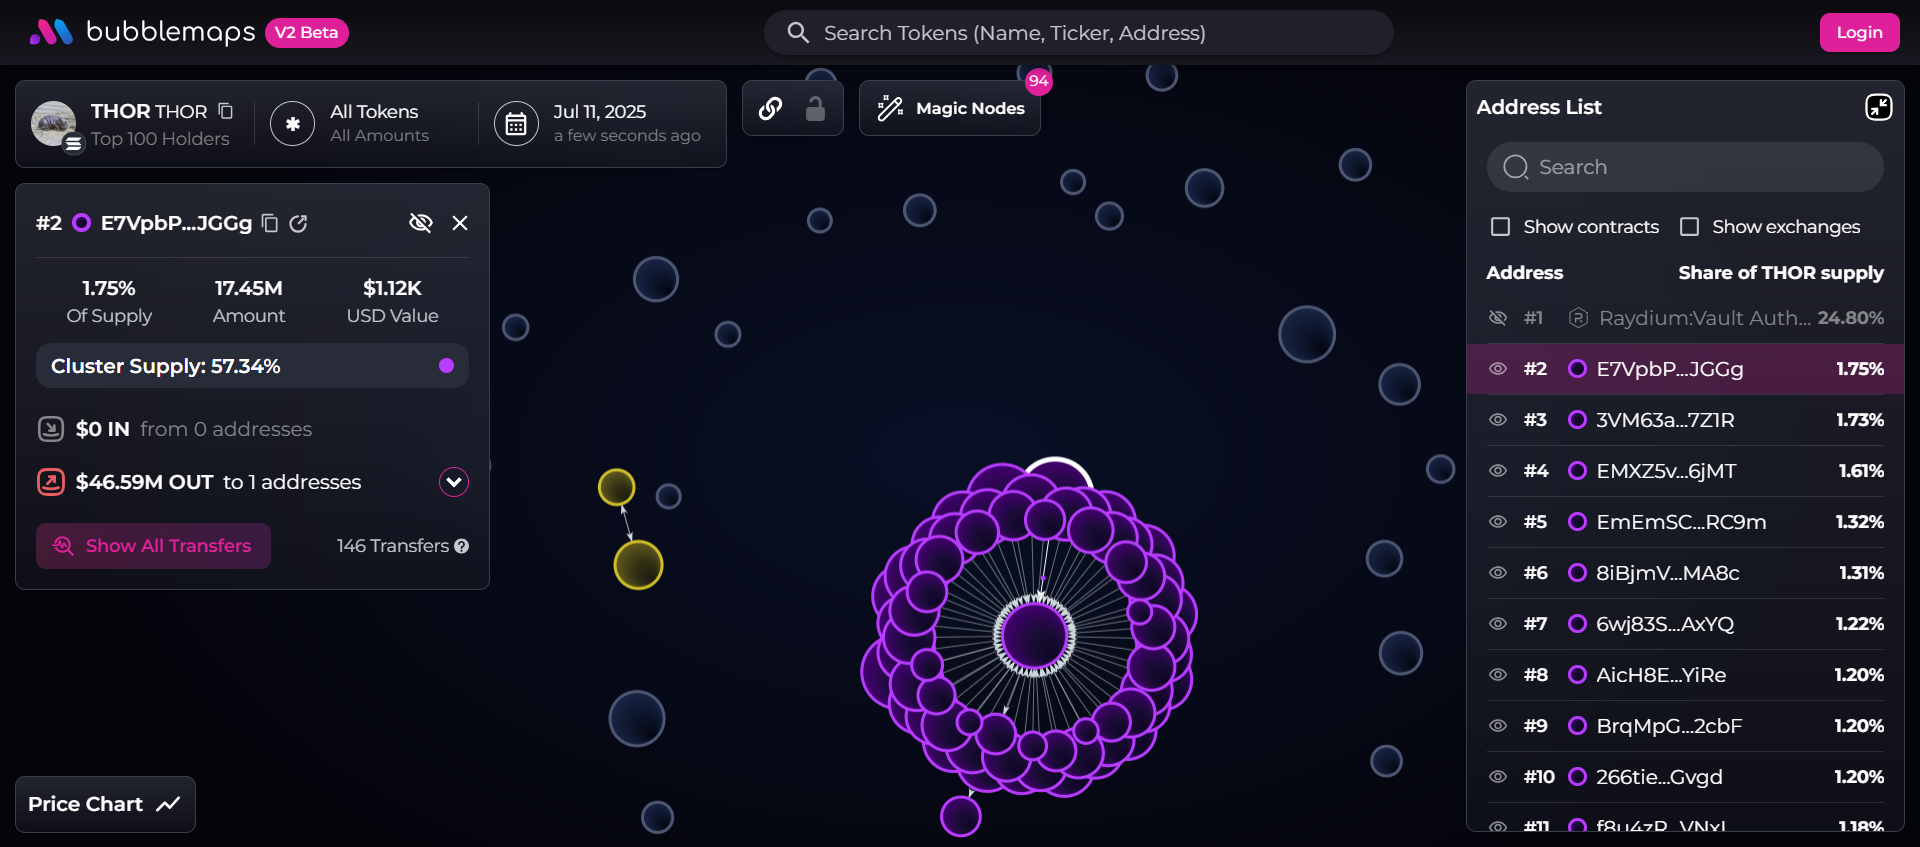 bubblemaps V2 Beta
Search Tokens (Name, Ticker, Address)
Login
THOR THOR
Top 100 Holders
All Tokens
All Amounts
Jul 11, 2025
a few seconds ago
94
Magic Nodes
#2 E7VpbP...JGGg
1.75% 17.45M $1.12K
Of Supply Amount USD Value
Cluster Supply: 57.34%
$0 IN from 0 addresses
$46.59M OUT to 1 addresses
Show All Transfers 146 Transfers ?
Price Chart
Address List
Search
Show contracts Show exchanges
Address Share of THOR supply
#1 Raydium:Vault Auth... 24.80%
#2 E7VpbP...JGGg 1.75%
#3 3VM63a...7Z1R 1.73%
#4 EMXZ5v...6jMT 1.61%
#5 EmEmSC...RC9m 1.32%
#6 8iBjmV...MA8c 1.31%
#7 6wj83S...AxYQ 1.22%
#8 AicH8E...YiRe 1.20%
#9 BrqMpG...2cbF 1.20%
#10 266tie...Gvgd 1.20%
#11 1.18%